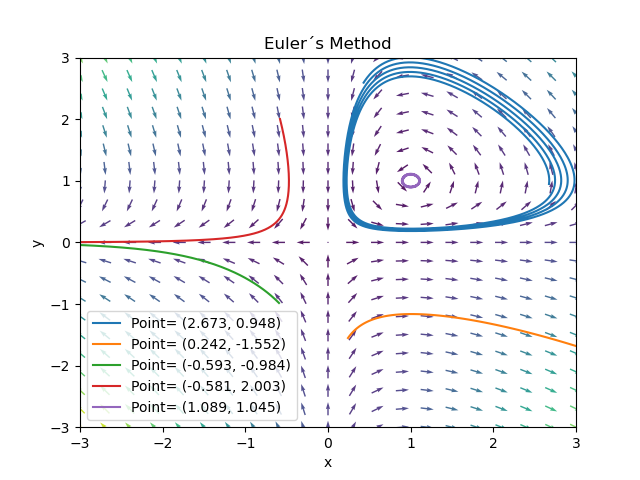 Euler´s Method
3
2
1
0
−1
−2
−3
y
Point= (2.673, 0.948)
Point= (0.242, -1.552)
Point= (-0.593, -0.984)
Point= (-0.581, 2.003)
Point= (1.089, 1.045)
−3 −2 −1 0 1 2 3
x